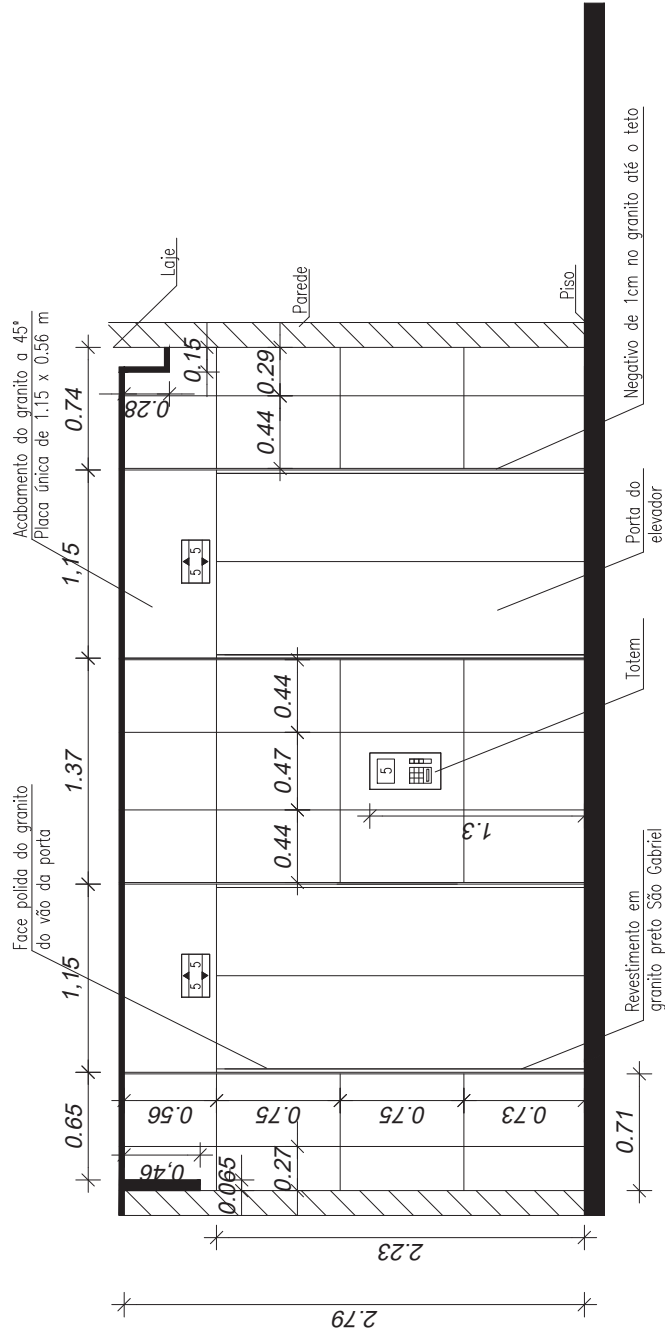 Acabamento do granito a 45°
Placa única de 1.15 x 0.56 m
Face polida do granito
do vão da porta
Laje
0.65
1,15
1.37
1,15
0.74
0.28
0,15
0.44
0.29
Parede
0,46
0.065
0.27
0.56
0.75
0.75
0.73
5 5
5 5
0.44
0.47
0.44
5
1.3
2.79
2.23
0.71
Piso
Revestimento em
granito preto São Gabriel
Totem
Porta do
elevador
Negativo de 1cm no granito até o teto